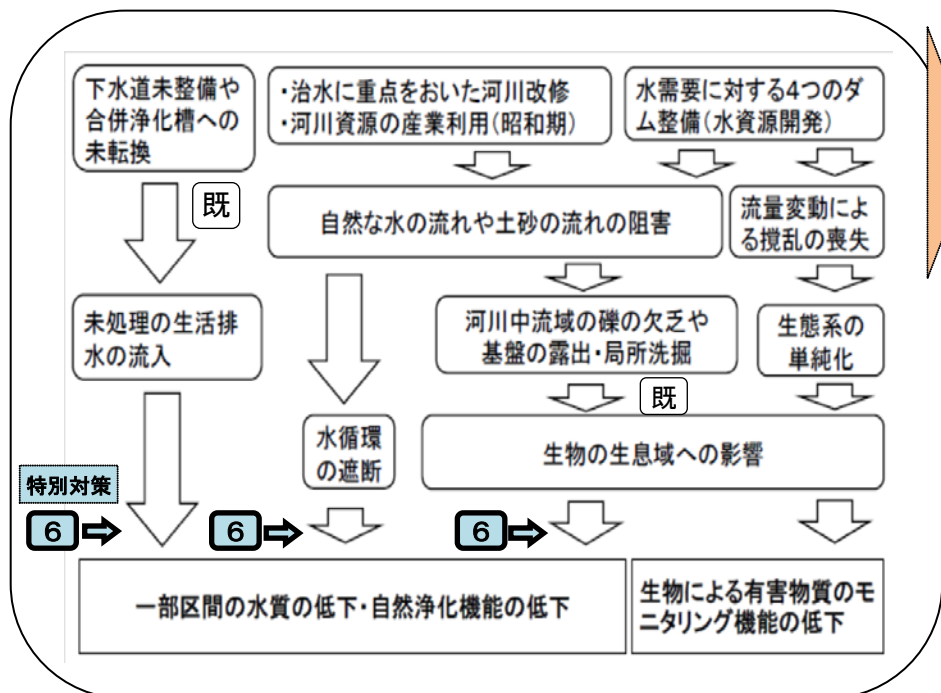 下水道未整備や
合併浄化槽への
未転換
・治水に重点をおいた河川改修
・河川資源の産業利用(昭和期)
水需要に対する4つのダ
ム整備(水資源開発)
既
自然な水の流れや土砂の流れの阻害
流量変動によ
る撹乱の喪失
未処理の生活排
水の流入
河川中流域の礫の欠乏や
基盤の露出・局所洗掘
生態系の
単純化
既
水循環
の遮断
生物の生息域への影響
特別対策
6
6
6
一部区間の水質の低下・自然浄化機能の低下
生物による有害物質のモ
ニタリング機能の低下